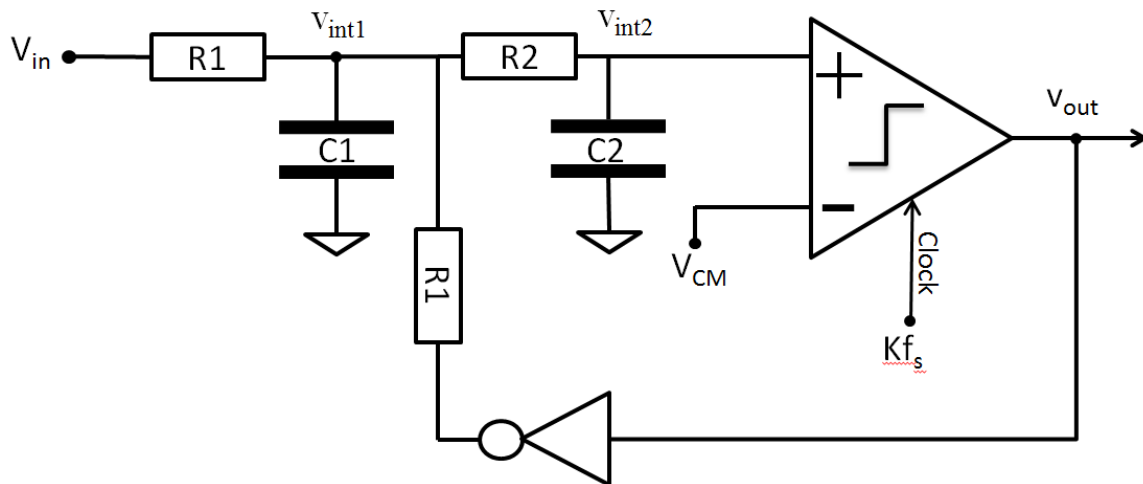 V_in
R1
v_int1
R2
v_int2
C1
C2
R1
V_CM
v_out
Clock
Kf_s